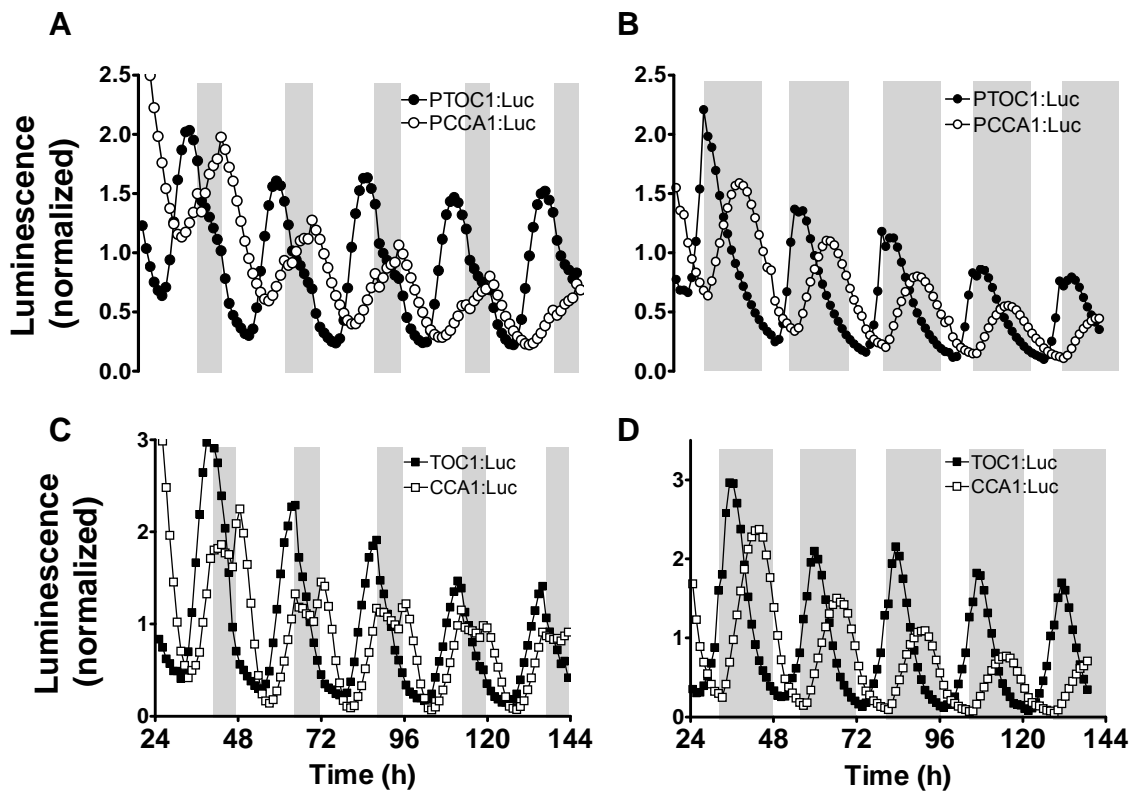 A
B
2.5
2.0
1.5
1.0
0.5
0.0
PTOC1:Luc
PCCA1:Luc
2.5
2.0
1.5
1.0
0.5
0.0
PTOC1:Luc
PCCA1:Luc
Luminescence
(normalized)
C
D
3
2
1
0
TOC1:Luc
CCA1:Luc
3
2
1
0
TOC1:Luc
CCA1:Luc
Luminescence
(normalized)
24 48 72 96 120 144
24 48 72 96 120 144
Time (h)
Time (h)